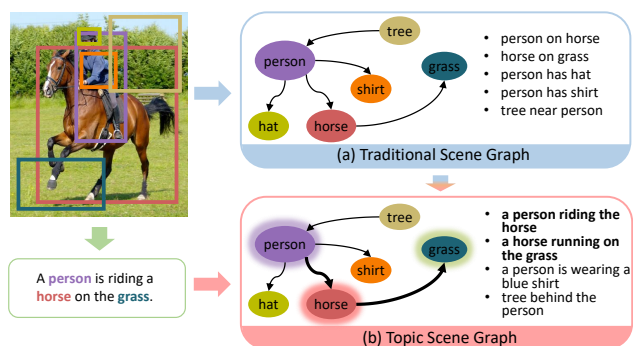 tree
person
grass
shirt
hat
horse
• person on horse
• horse on grass
• person has hat
• person has shirt
• tree near person
(a) Traditional Scene Graph
A person is riding a
horse on the grass.
tree
person
grass
shirt
hat
horse
• a person riding the
horse
• a horse running on
the grass
• a person is wearing a
blue shirt
• tree behind the
person
(b) Topic Scene Graph